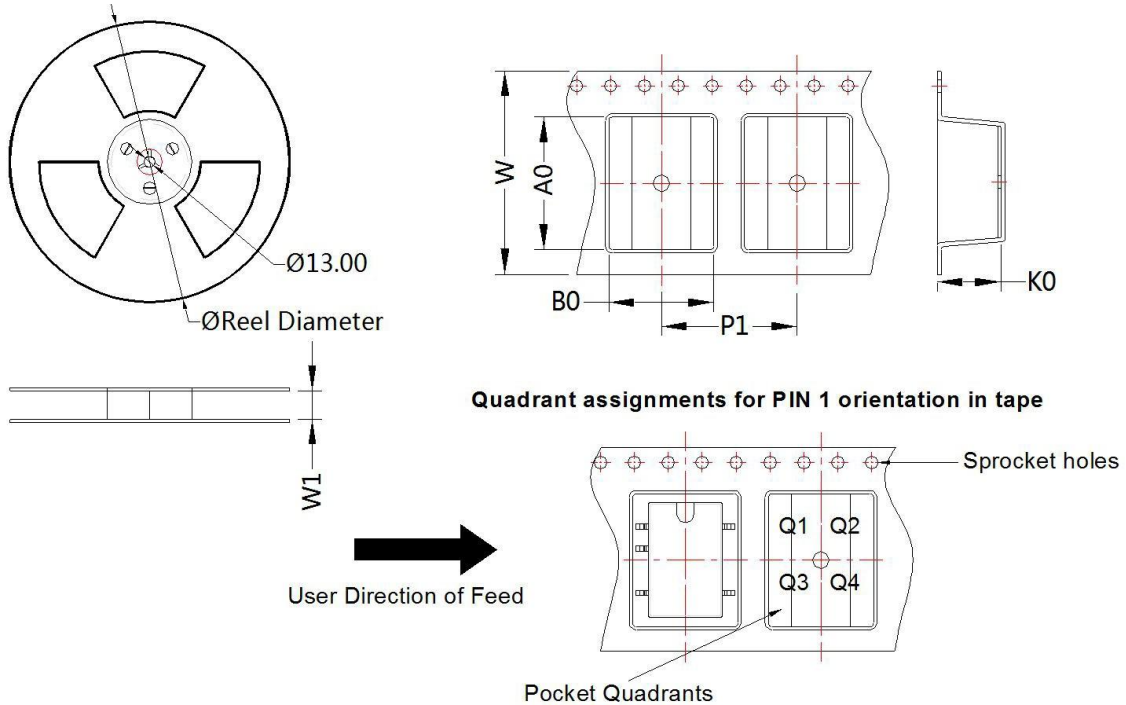 Ø13.00
ØReel Diameter
W1
W
A0
B0
P1
K0
Quadrant assignments for PIN 1 orientation in tape
Sprocket holes
Q1 Q2
Q3 Q4
User Direction of Feed
Pocket Quadrants